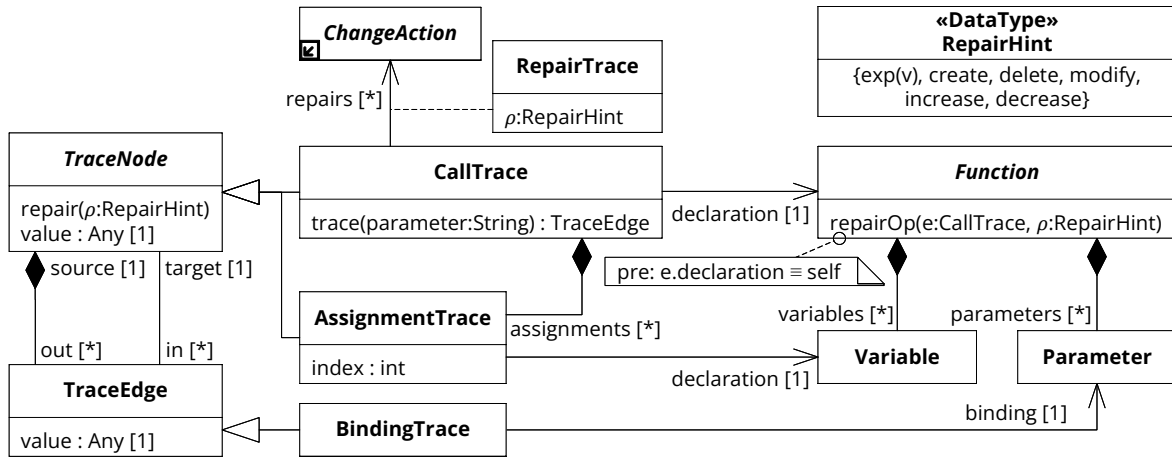 ChangeAction
«DataType»
RepairHint
{exp(v), create, delete, modify,
increase, decrease}
RepairTrace
ρ:RepairHint
repairs [*]
TraceNode
repair(ρ:RepairHint)
value : Any [1]
CallTrace
trace(parameter:String) : TraceEdge
declaration [1]
Function
repairOp(e:CallTrace, ρ:RepairHint)
source [1]
target [1]
pre: e.declaration ≡ self
AssignmentTrace
index : int
assignments [*]
variables [*]
parameters [*]
out [*]
in [*]
Variable
Parameter
declaration [1]
TraceEdge
value : Any [1]
BindingTrace
binding [1]